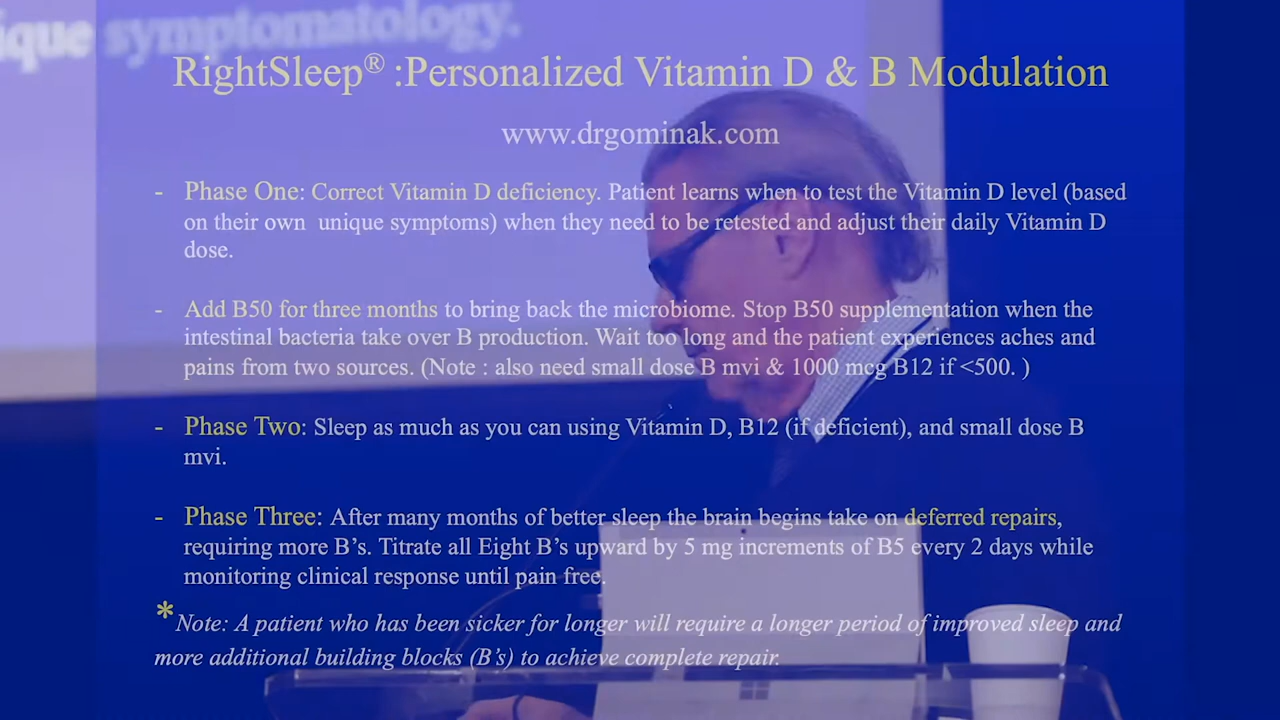 ique symptomatology.
RightSleep® :Personalized Vitamin D & B Modulation
www.drgominak.com
- Phase One: Correct Vitamin D deficiency. Patient learns when to test the Vitamin D level (based
on their own unique symptoms) when they need to be retested and adjust their daily Vitamin D
dose.
- Add B50 for three months to bring back the microbiome. Stop B50 supplementation when the
intestinal bacteria take over B production. Wait too long and the patient experiences aches and
pains from two sources. (Note : also need small dose B mvi & 1000 mcg B12 if <500. )
- Phase Two: Sleep as much as you can using Vitamin D, B12 (if deficient), and small dose B
mvi.
- Phase Three: After many months of better sleep the brain begins take on deferred repairs,
requiring more B’s. Titrate all Eight B’s upward by 5 mg increments of B5 every 2 days while
monitoring clinical response until pain free.
*Note: A patient who has been sicker for longer will require a longer period of improved sleep and
more additional building blocks (B’s) to achieve complete repair.